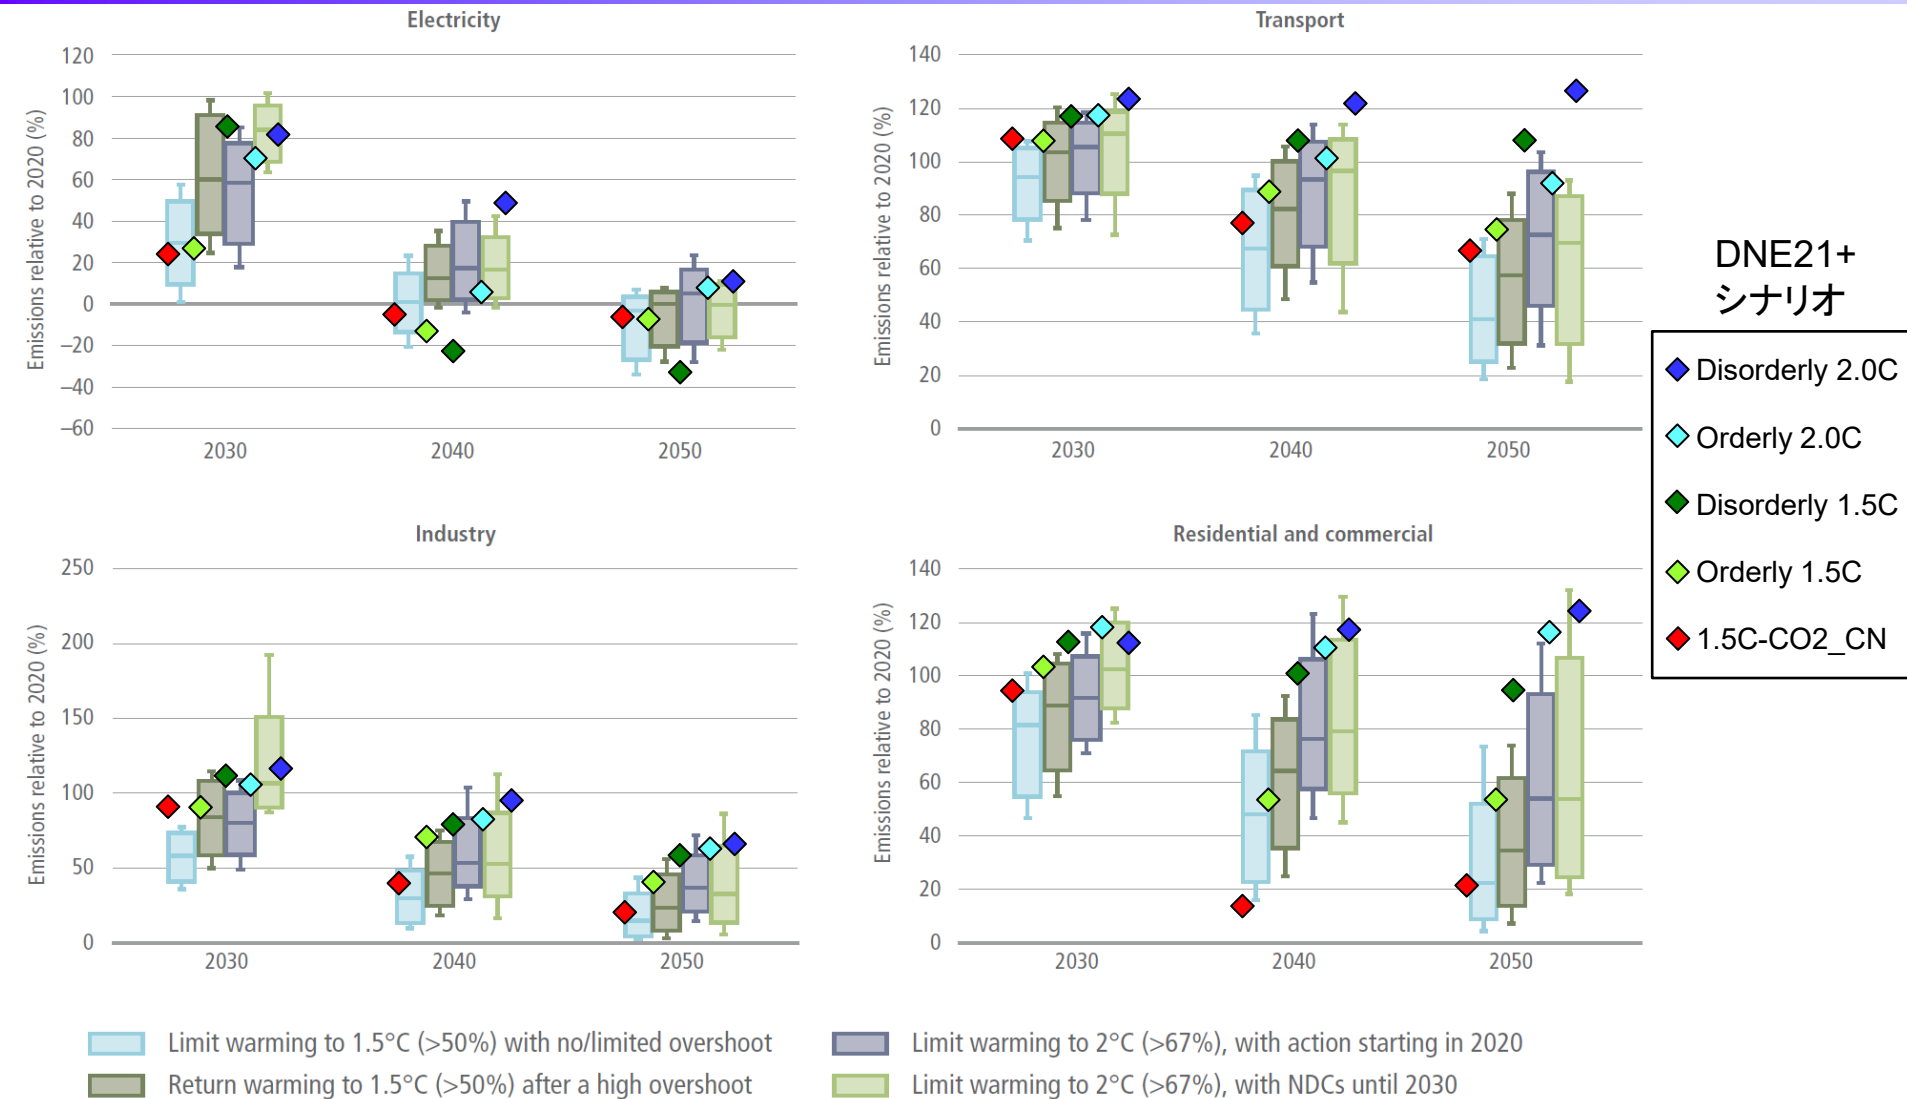 Electricity
120
100
80
60
40
20
0
–20
–40
–60
Emissions relative to 2020 (%)
2030
2040
2050
Transport
140
120
100
80
60
40
20
0
Emissions relative to 2020 (%)
2030
2040
2050
DNE21+
シナリオ
Disorderly 2.0C
Orderly 2.0C
Disorderly 1.5C
Orderly 1.5C
1.5C-CO2_CN
Industry
250
200
150
100
50
0
Emissions relative to 2020 (%)
2030
2040
2050
Residential and commercial
140
120
100
80
60
40
20
0
Emissions relative to 2020 (%)
2030
2040
2050
Limit warming to 1.5°C (>50%) with no/limited overshoot
Return warming to 1.5°C (>50%) after a high overshoot
Limit warming to 2°C (>67%), with action starting in 2020
Limit warming to 2°C (>67%), with NDCs until 2030